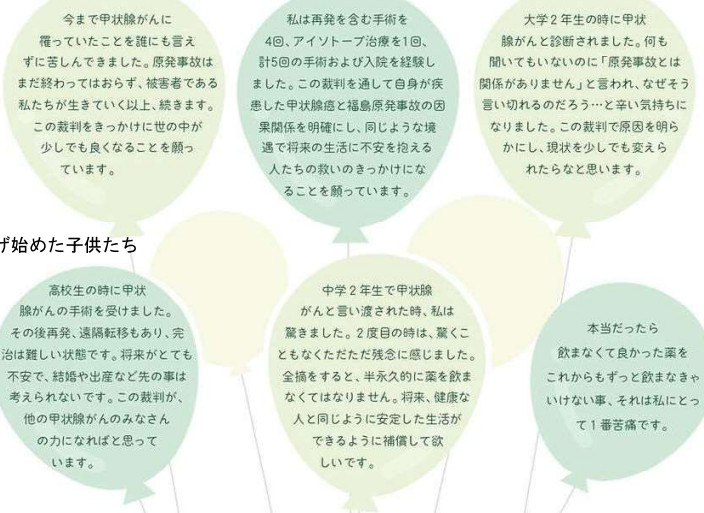 今まで甲状腺がんに
罹っていたことを誰にも言え
ずに苦しんできました。原発事故は
まだ終わってはおらず、被害者である
私たちが生きていく以上、続きます。
この裁判をきっかけに世の中が
少しでも良くなることを願っ
ています。
私は再発を含む手術を
4回、アイソトープ治療を1回、
計5回の手術および入院を経験し
ました。この裁判を通して自身が疾
患した甲状腺癌と福島原発事故の因
果関係を明確にし、同じような境
遇で将来の生活に不安を抱える
人たちの救いのきっかけにな
ることを願っています。
大学2年生の時に甲状
腺がんと診断されました。何も
聞いてもいないのに「原発事故とは
関係がありません」と言われ、なぜそう
言い切れるのだろう…と辛い気持ちに
なりました。この裁判で原因を明ら
かにし、現状を少しでも変えら
れたらなと思います。
げ始めた子供たち
高校生の時に甲状
腺がんの手術を受けました。
その後再発、遠隔転移もあり、完
治は難しい状態です。将来がとても
不安で、結婚や出産など先の事は
考えられないです。この裁判が、
他の甲状腺がんのみなさん
の力になればと思って
います。
中学2年生で甲状腺
がんと言い渡された時、私は
驚きました。2度目の時は、驚くこ
ともなくただただ残念に感じました。
全摘をすると、半永久的に薬を飲ま
なくてはなりません。将来、健康な
人と同じように安定した生活が
できるように補償して欲
しいです。
本当だったら
飲まなくて良かった薬を
これからもずっと飲まなきゃ
いけない事、それは私にとっ
て1番苦痛です。